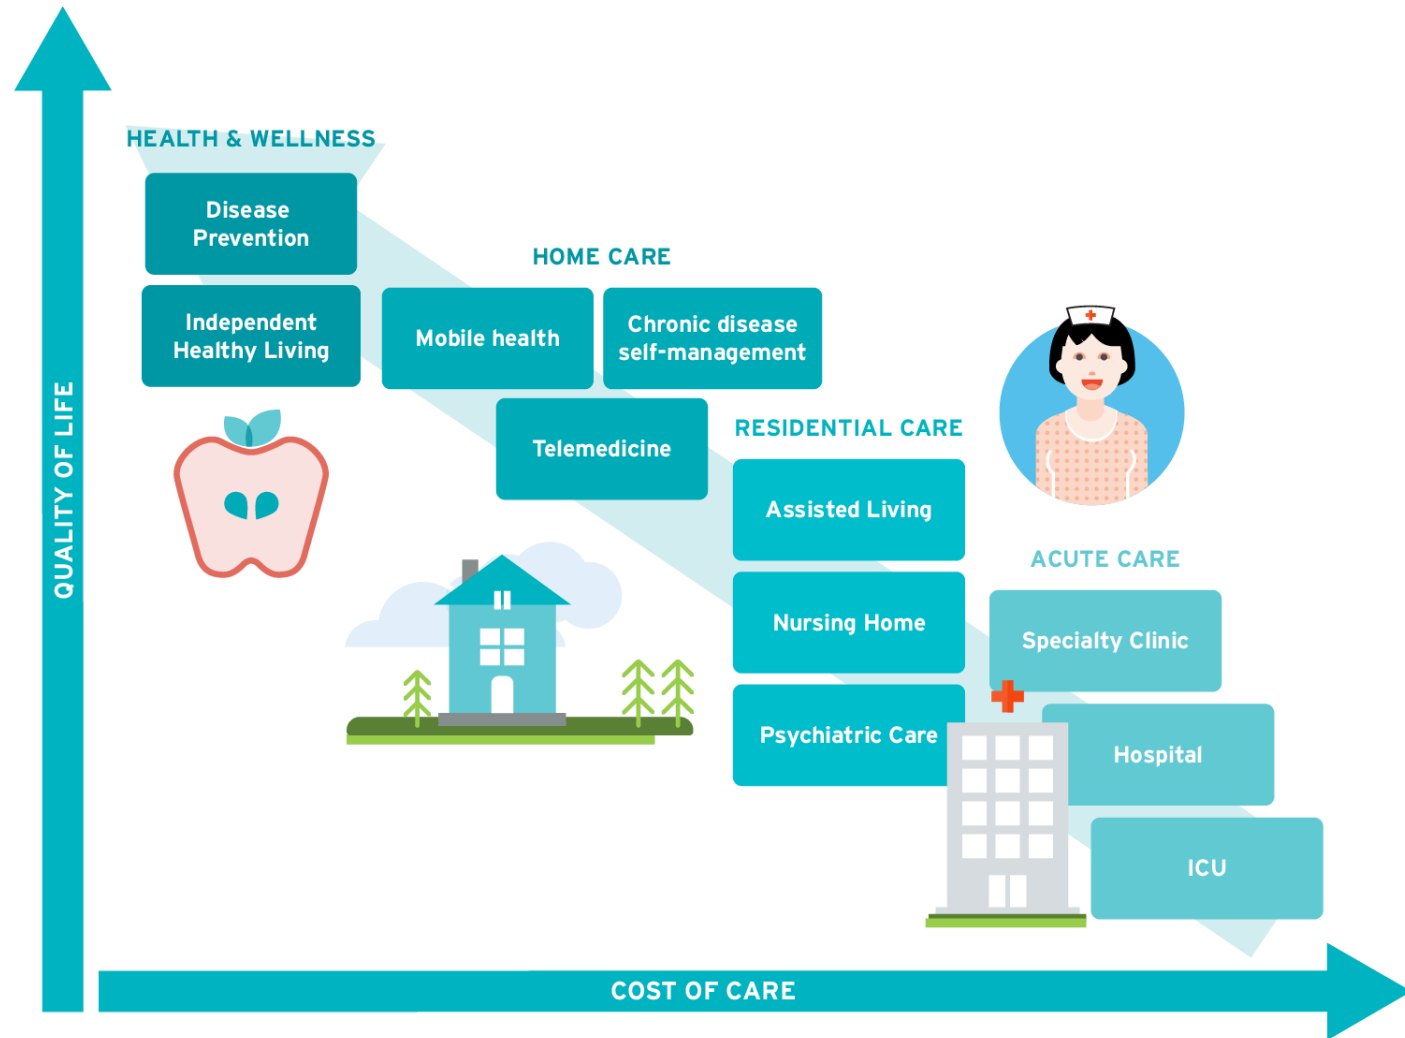 HEALTH & WELLNESS
Disease
Prevention
Independent
Healthy Living
HOME CARE
Mobile health
Chronic disease
self-management
Telemedicine
RESIDENTIAL CARE
Assisted Living
Nursing Home
Psychiatric Care
ACUTE CARE
Specialty Clinic
Hospital
ICU
QUALITY OF LIFE
COST OF CARE